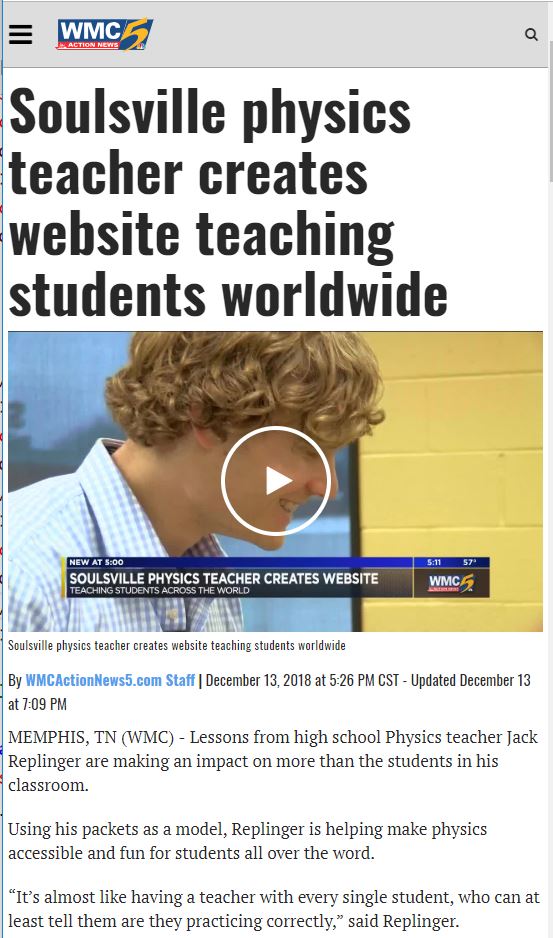 WMC5
ACTION NEWS
Soulsville physics
teacher creates
website teaching
students worldwide
NEW AT 5:00
5:11 57°
SOULSVILLE PHYSICS TEACHER CREATES WEBSITE
TEACHING STUDENTS ACROSS THE WORLD
WMC5
Soulsville physics teacher creates website teaching students worldwide
By WMCActionNews5.com Staff | December 13, 2018 at 5:26 PM CST - Updated December 13
at 7:09 PM
MEMPHIS, TN (WMC) - Lessons from high school Physics teacher Jack
Replinger are making an impact on more than the students in his
classroom.
Using his packets as a model, Replinger is helping make physics
accessible and fun for students all over the word.
“It’s almost like having a teacher with every single student, who can at
least tell them are they practicing correctly,” said Replinger.